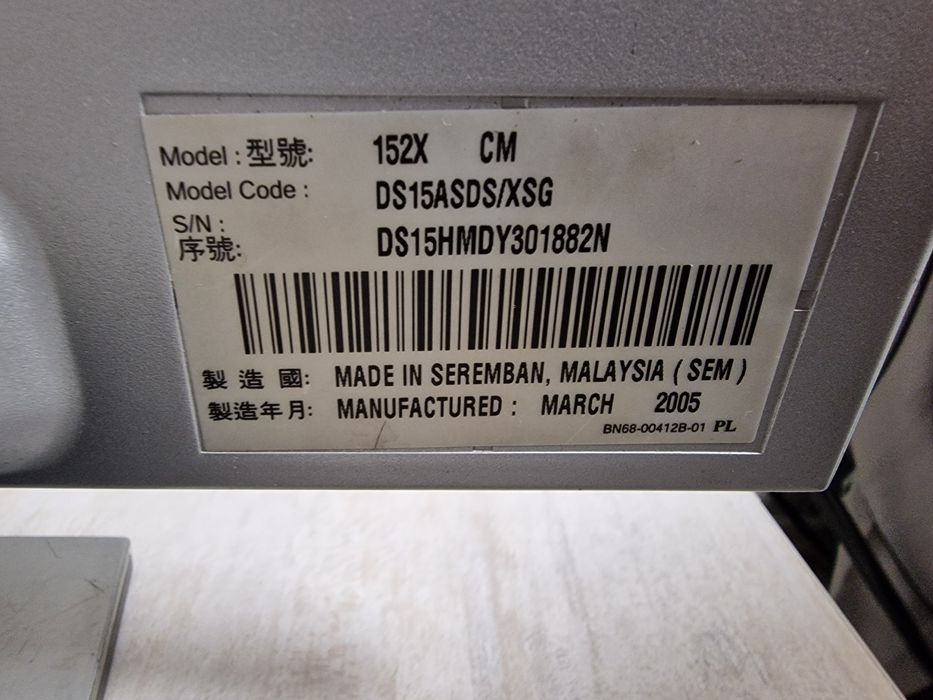 Model : 型號: 152X CM
Model Code : DS15ASDS/XSG
S/N :
序號: DS15HMDY301882N
製造國: MADE IN SEREMBAN, MALAYSIA ( SEM )
製造年月: MANUFACTURED : MARCH 2005
BN68-00412B-01 PL